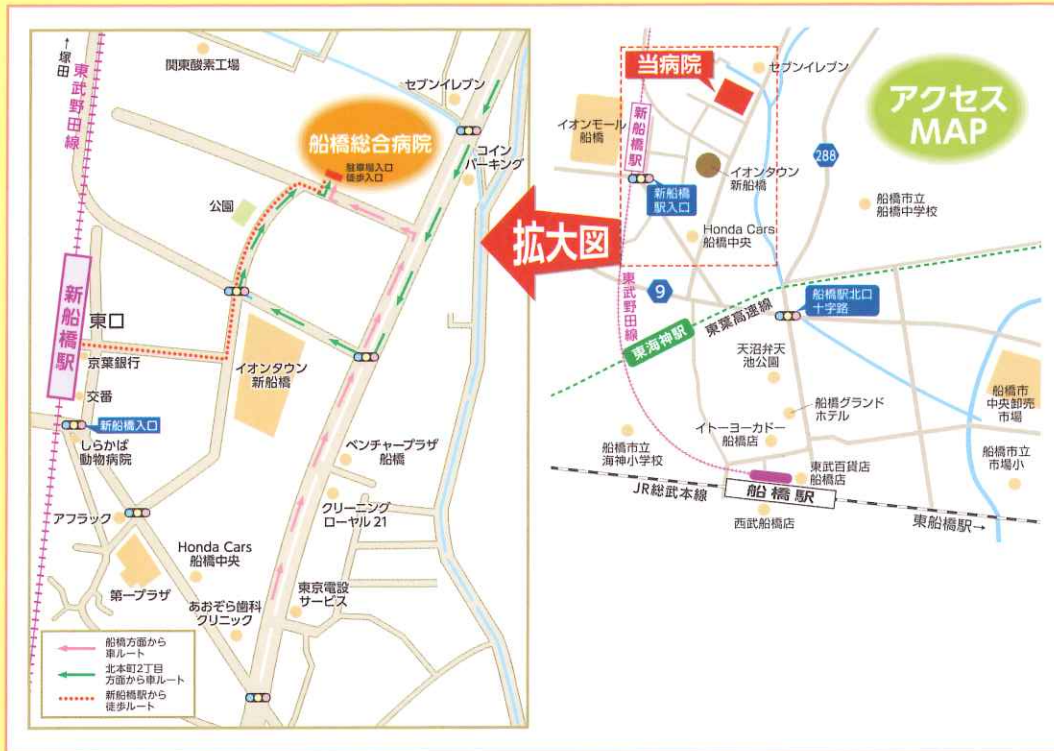 ↑塚田
東武野田線
関東酸素工場
セブンイレブン
船橋総合病院
駐車場入口
徒歩入口
コイン
パーキング
公園
新船橋駅
東口
京葉銀行
交番
新船橋入口
しらかば
動物病院
イオンタウン
新船橋
ベンチャープラザ
船橋
クリーニング
ローヤル21
アフラック
Honda Cars
船橋中央
第一プラザ
あおぞら歯科
クリニック
東京電設
サービス
船橋方面から
車ルート
北本町2丁目
方面から車ルート
新船橋駅から
徒歩ルート
拡大図
アクセス
MAP
当病院
セブンイレブン
イオンモール
船橋
新船橋駅
新船橋
駅入口
イオンタウン
新船橋
288
船橋市立
船橋中学校
Honda Cars
船橋中央
東武野田線
9
東海神駅
東葉高速線
船橋駅北口
十字路
天沼弁天
池公園
船橋グランド
ホテル
イトーヨーカドー
船橋店
船橋市
中央卸売
市場
船橋市立
海神小学校
東武百貨店
船橋店
船橋市立
市場小
JR総武本線
船橋駅
西武船橋店
東船橋駅→